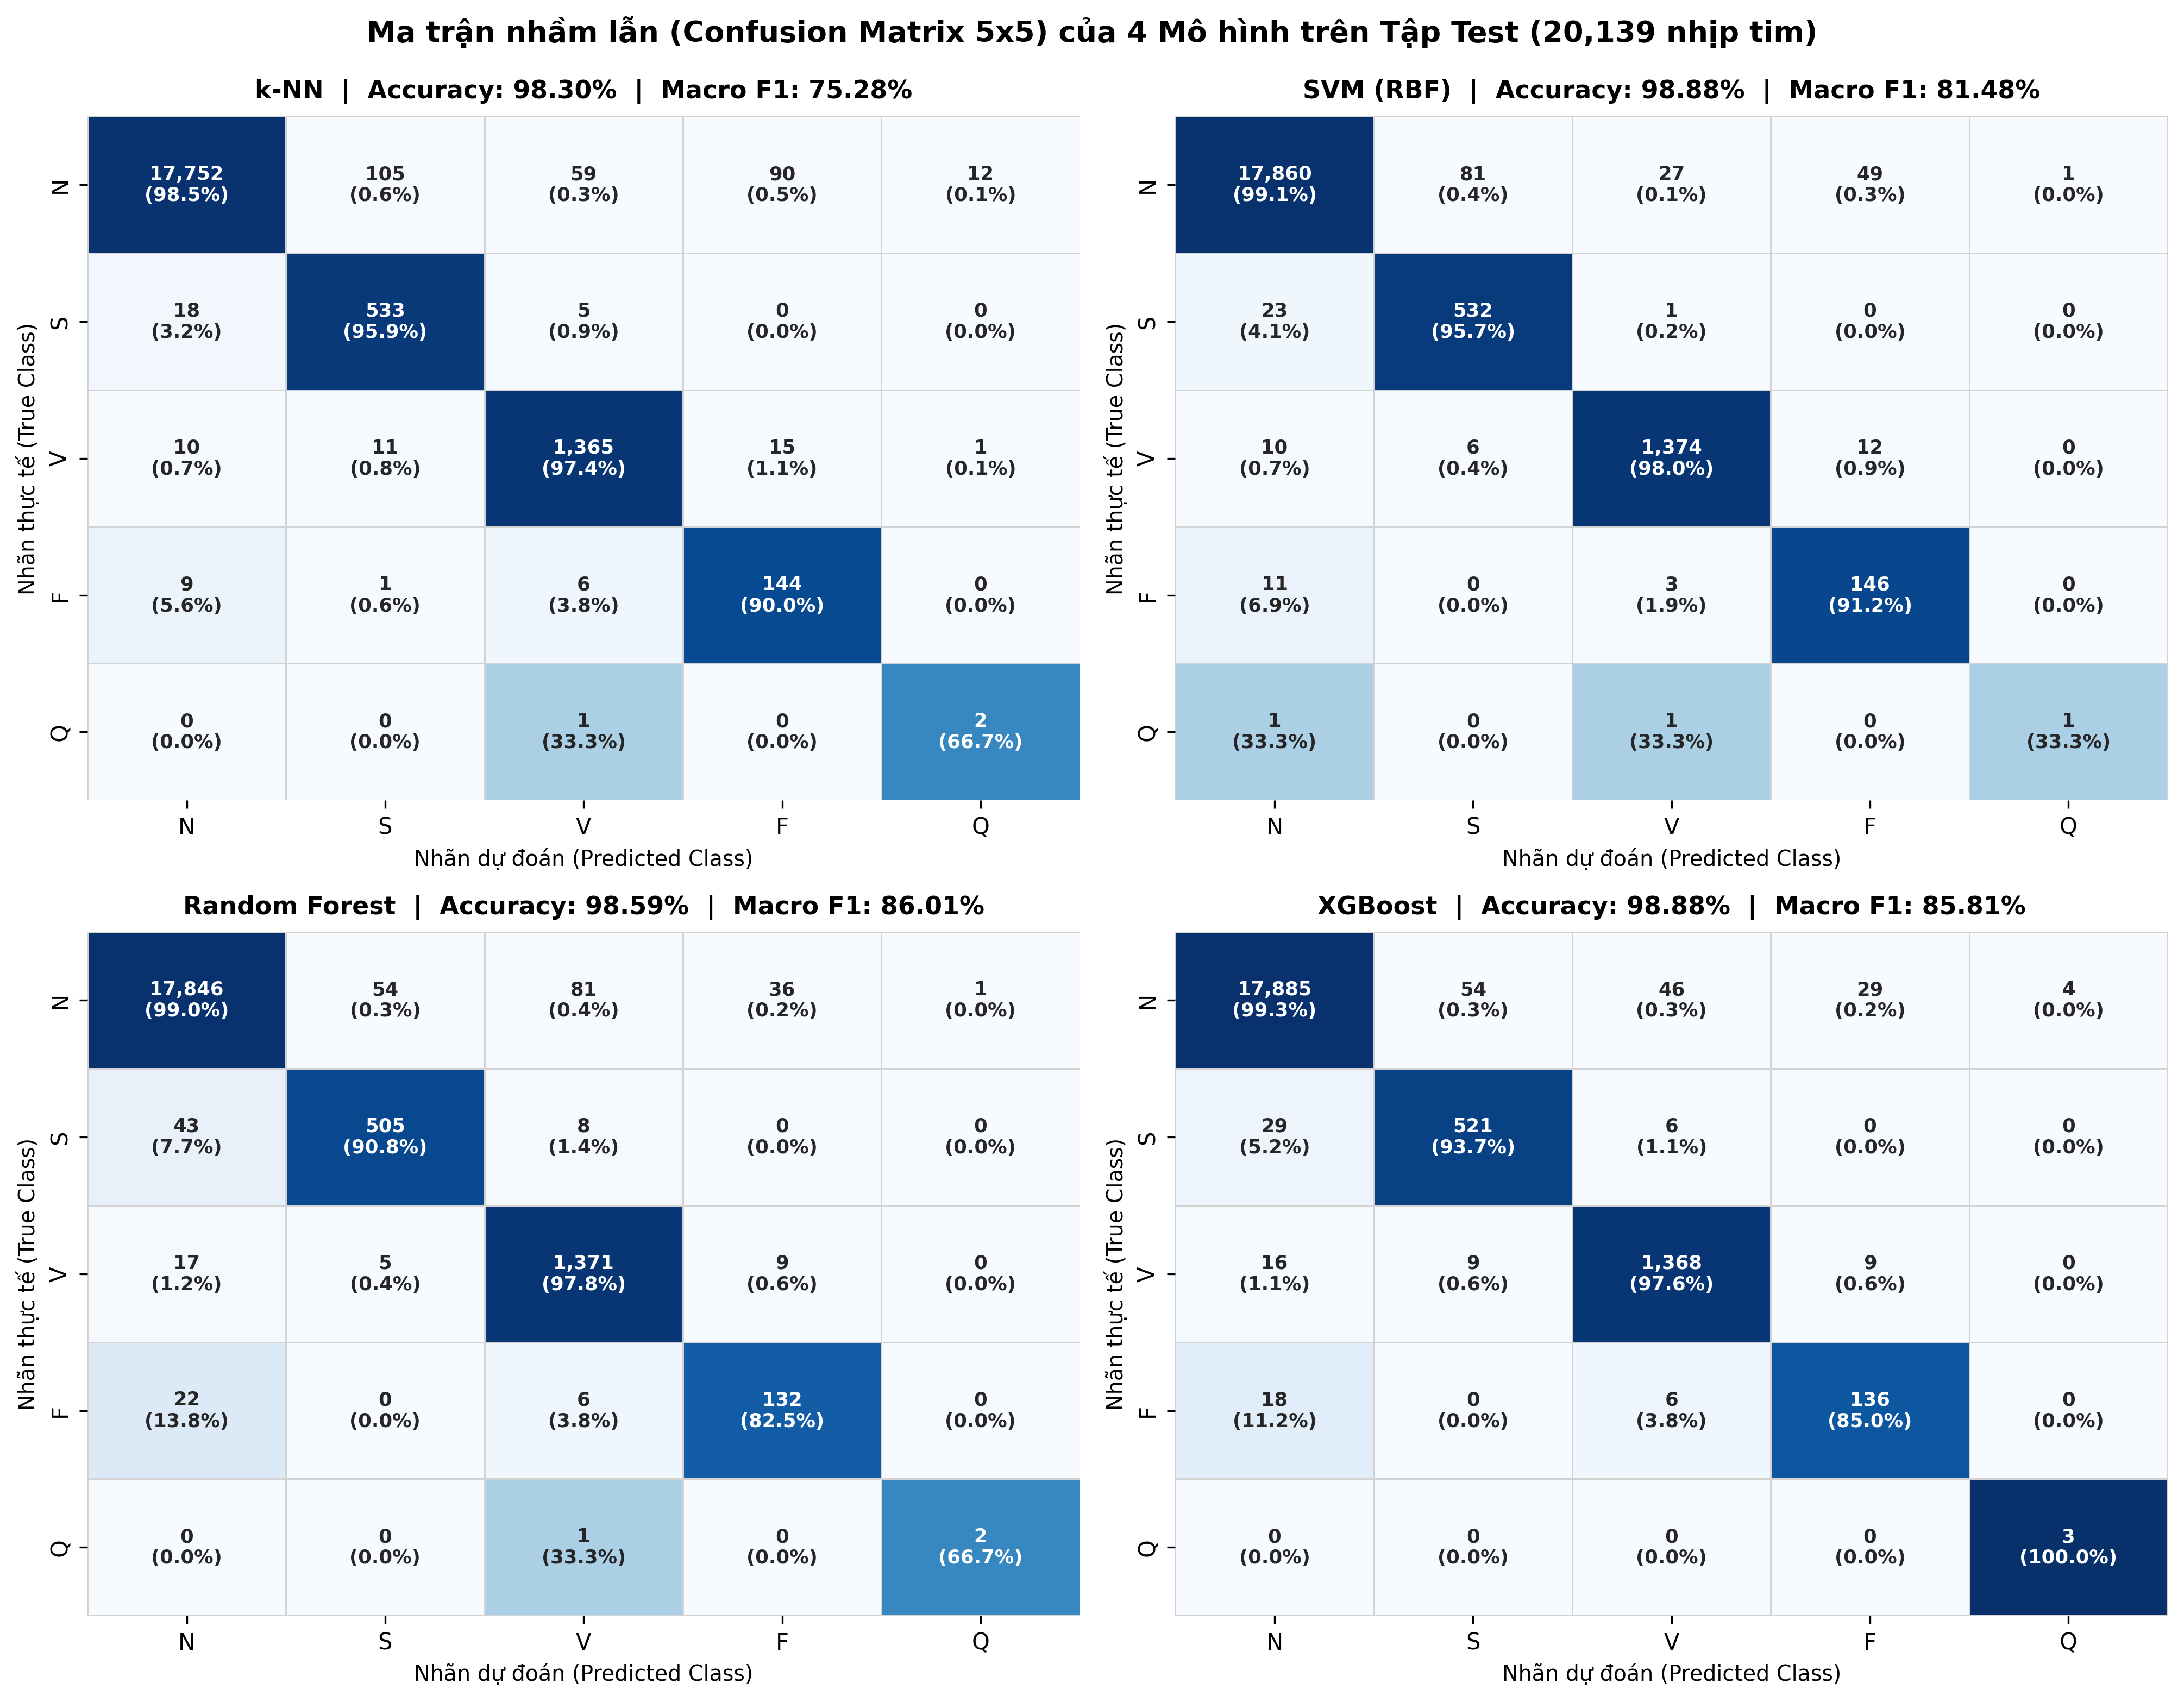 Ma trận nhầm lẫn (Confusion Matrix 5x5) của 4 Mô hình trên Tập Test (20,139 nhịp tim)
k-NN | Accuracy: 98.30% | Macro F1: 75.28%
Nhãn thực tế (True Class)
N
17,752 105 59 90 12
(98.5%) (0.6%) (0.3%) (0.5%) (0.1%)
S
18 533 5 0 0
(3.2%) (95.9%) (0.9%) (0.0%) (0.0%)
V
10 11 1,365 15 1
(0.7%) (0.8%) (97.4%) (1.1%) (0.1%)
F
9 1 6 144 0
(5.6%) (0.6%) (3.8%) (90.0%) (0.0%)
Q
0 0 1 0 2
(0.0%) (0.0%) (33.3%) (0.0%) (66.7%)
N S V F Q
Nhãn dự đoán (Predicted Class)
SVM (RBF) | Accuracy: 98.88% | Macro F1: 81.48%
Nhãn thực tế (True Class)
N
17,860 81 27 49 1
(99.1%) (0.4%) (0.1%) (0.3%) (0.0%)
S
23 532 1 0 0
(4.1%) (95.7%) (0.2%) (0.0%) (0.0%)
V
10 6 1,374 12 0
(0.7%) (0.4%) (98.0%) (0.9%) (0.0%)
F
11 0 3 146 0
(6.9%) (0.0%) (1.9%) (91.2%) (0.0%)
Q
1 0 1 0 1
(33.3%) (0.0%) (33.3%) (0.0%) (33.3%)
N S V F Q
Nhãn dự đoán (Predicted Class)
Random Forest | Accuracy: 98.59% | Macro F1: 86.01%
Nhãn thực tế (True Class)
N
17,846 54 81 36 1
(99.0%) (0.3%) (0.4%) (0.2%) (0.0%)
S
43 505 8 0 0
(7.7%) (90.8%) (1.4%) (0.0%) (0.0%)
V
17 5 1,371 9 0
(1.2%) (0.4%) (97.8%) (0.6%) (0.0%)
F
22 0 6 132 0
(13.8%) (0.0%) (3.8%) (82.5%) (0.0%)
Q
0 0 1 0 2
(0.0%) (0.0%) (33.3%) (0.0%) (66.7%)
N S V F Q
Nhãn dự đoán (Predicted Class)
XGBoost | Accuracy: 98.88% | Macro F1: 85.81%
Nhãn thực tế (True Class)
N
17,885 54 46 29 4
(99.3%) (0.3%) (0.3%) (0.2%) (0.0%)
S
29 521 6 0 0
(5.2%) (93.7%) (1.1%) (0.0%) (0.0%)
V
16 9 1,368 9 0
(1.1%) (0.6%) (97.6%) (0.6%) (0.0%)
F
18 0 6 136 0
(11.2%) (0.0%) (3.8%) (85.0%) (0.0%)
Q
0 0 0 0 3
(0.0%) (0.0%) (0.0%) (0.0%) (100.0%)
N S V F Q
Nhãn dự đoán (Predicted Class)